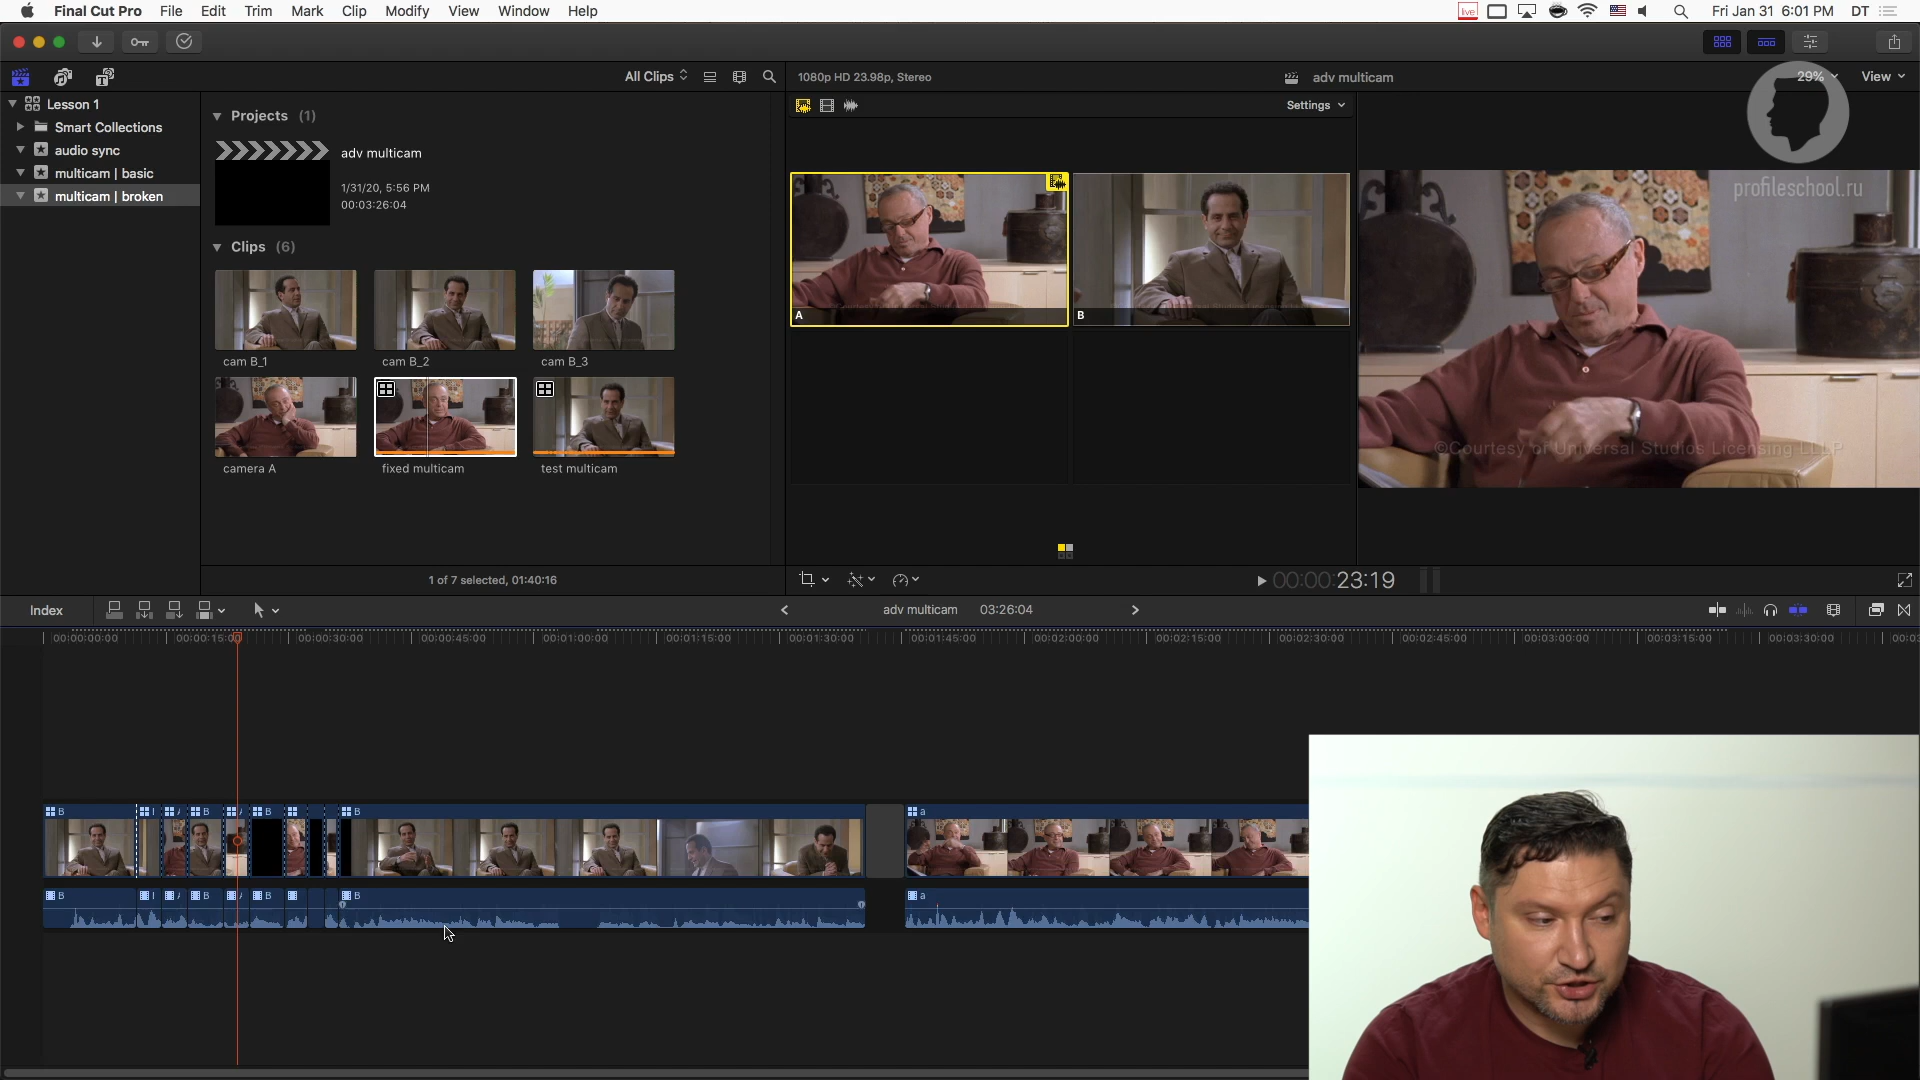 Final Cut Pro File Edit Trim Mark Clip Modify View Window Help
live Fri Jan 31 6:01 PM DT
All Clips 1080p HD 23.98p, Stereo adv multicam 29% View
Lesson 1
Smart Collections
audio sync
multicam | basic
multicam | broken
Projects (1)
adv multicam
1/31/20, 5:56 PM
00:03:26:04
Clips (6)
cam B_1 cam B_2 cam B_3
camera A fixed multicam test multicam
1 of 7 selected, 01:40:16
Settings
A B
profileschool.ru
©Courtesy of Universal Studios Licensing LLLP
00:00:23:19
Index adv multicam 03:26:04
00:00:00:00 00:00:15:00 00:00:30:00 00:00:45:00 00:01:00:00 00:01:15:00 00:01:30:00 00:01:45:00 00:02:00:00 00:02:15:00 00:02:30:00 00:02:45:00 00:03:00:00 00:03:15:00 00:03:30:00
B B B B a
B B B B a